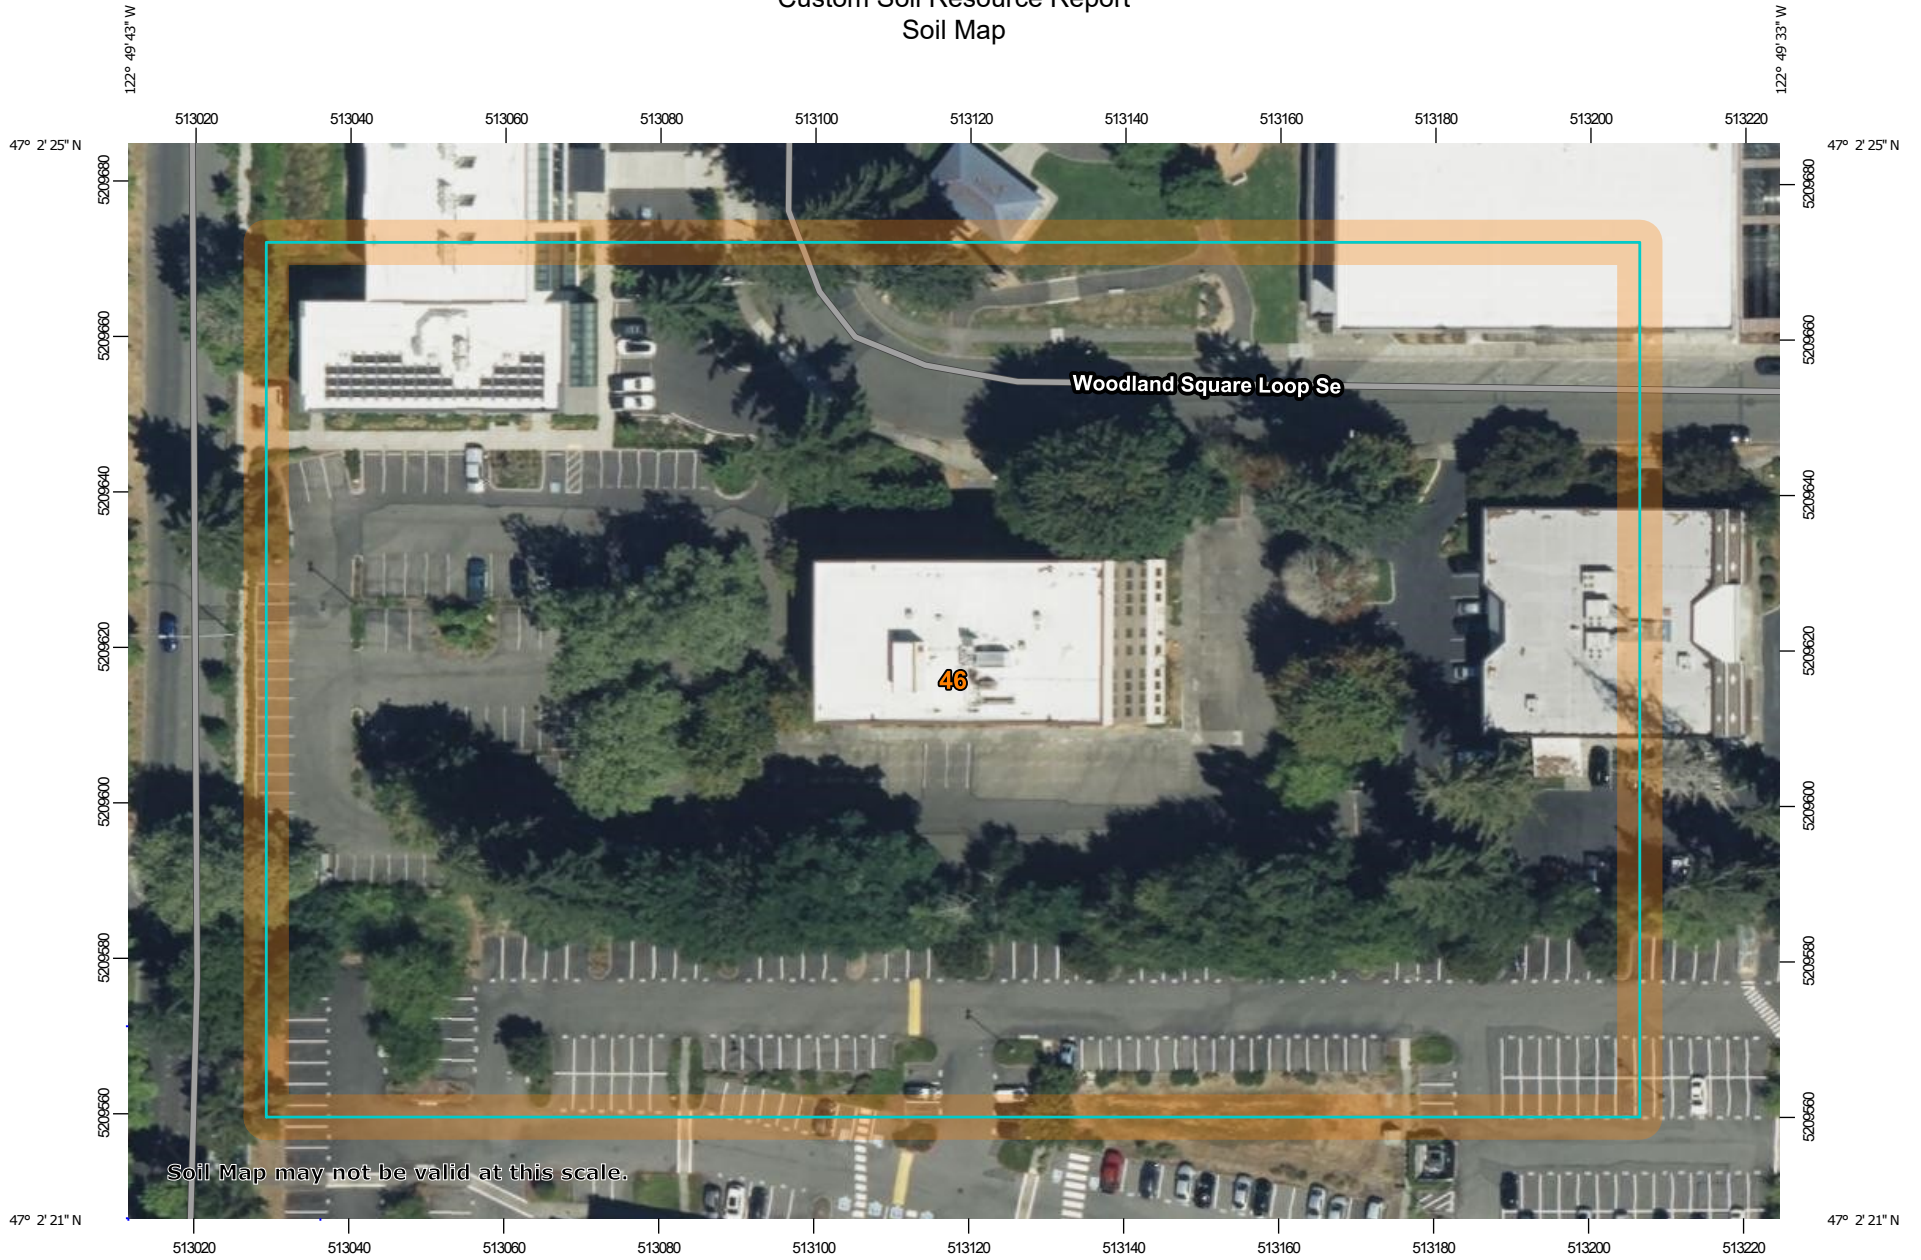 Custom Soil Resource Report
Soil Map
122° 49' 43" W
122° 49' 33" W
513020 513040 513060 513080 513100 513120 513140 513160 513180 513200 513220
47° 2' 25" N
47° 2' 25" N
5209680
5209680
5209660
5209660
Woodland Square Loop Se
5209640
5209640
5209620
5209620
46
5209600
5209600
5209580
5209580
5209560
5209560
Soil Map may not be valid at this scale.
47° 2' 21" N
47° 2' 21" N
513020 513040 513060 513080 513100 513120 513140 513160 513180 513200 513220